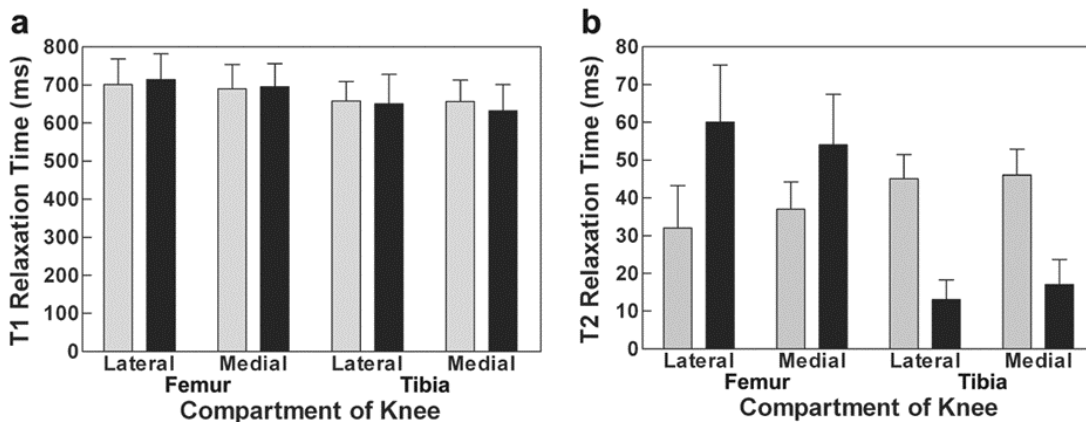 a
T1 Relaxation Time (ms)
800
700
600
500
400
300
200
100
0
Lateral Medial Lateral Medial
Femur Tibia
Compartment of Knee
b
T2 Relaxation Time (ms)
80
70
60
50
40
30
20
10
0
Lateral Medial Lateral Medial
Femur Tibia
Compartment of Knee